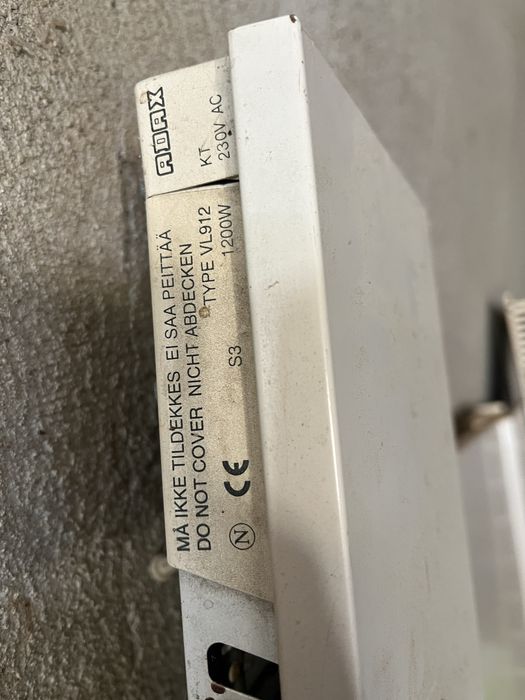 ADAX
KT
230V AC
MÅ IKKE TILDEKKES EI SAA PEITTÄÄ
DO NOT COVER NICHT ABDECKEN
TYPE VL912
N CE S3 1200W